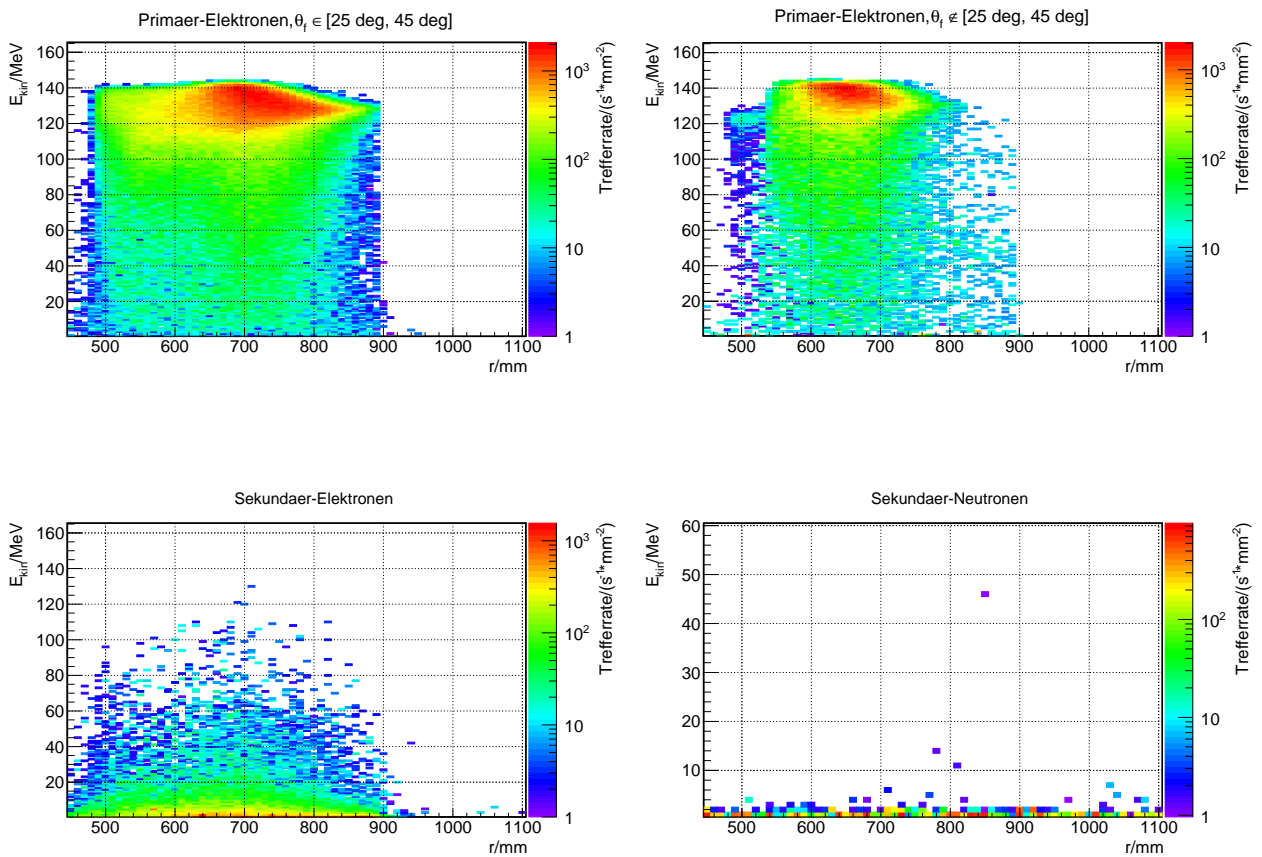 Primaer-Elektronen,θf ∈ [25 deg, 45 deg]
Ekin/MeV
160
140
120
100
80
60
40
20
500 600 700 800 900 1000 1100
r/mm
10³
10²
10
1
Trefferrate/(s⁻¹*mm⁻²)
Primaer-Elektronen,θf ∉ [25 deg, 45 deg]
Ekin/MeV
160
140
120
100
80
60
40
20
500 600 700 800 900 1000 1100
r/mm
10³
10²
10
1
Trefferrate/(s⁻¹*mm⁻²)
Sekundaer-Elektronen
Ekin/MeV
160
140
120
100
80
60
40
20
500 600 700 800 900 1000 1100
r/mm
10³
10²
10
1
Trefferrate/(s⁻¹*mm⁻²)
Sekundaer-Neutronen
Ekin/MeV
60
50
40
30
20
10
500 600 700 800 900 1000 1100
r/mm
10²
10
1
Trefferrate/(s⁻¹*mm⁻²)